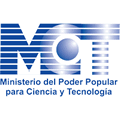 MCT
Ministerio del Poder Popular
para Ciencia y Tecnología